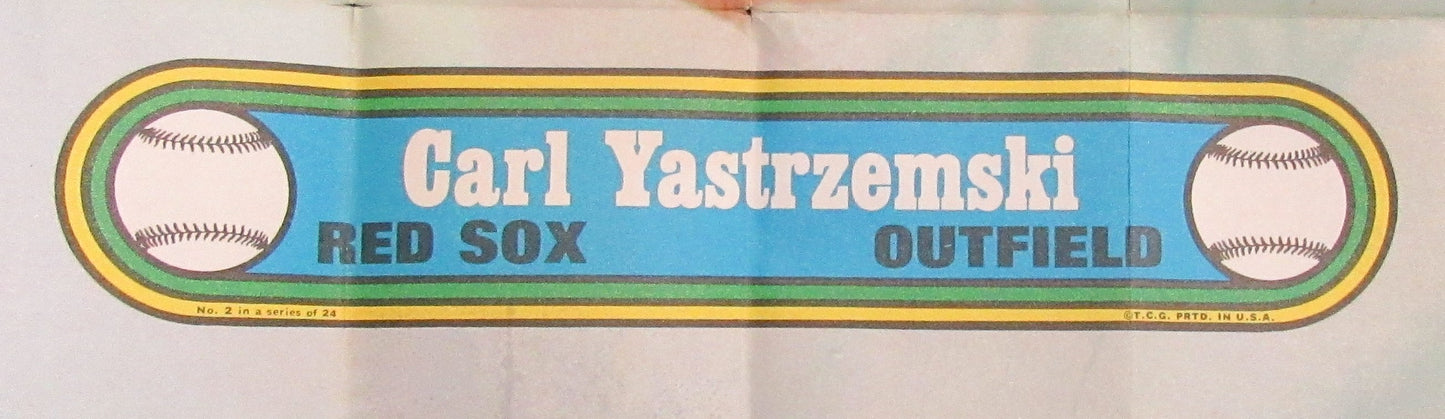 Carl Yastrzemski
RED SOX OUTFIELD
No. 2 in a series of 24 ©T.C.G. PRTD. IN U.S.A.